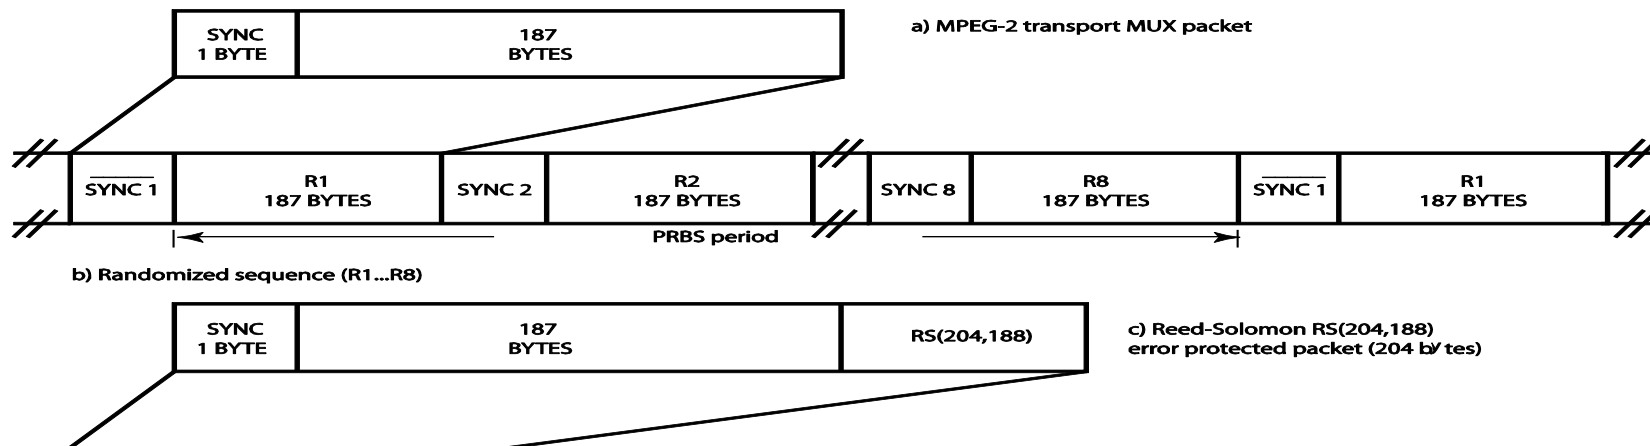 SYNC
1 BYTE
187
BYTES
a) MPEG-2 transport MUX packet
SYNC 1
R1
187 BYTES
SYNC 2
R2
187 BYTES
SYNC 8
R8
187 BYTES
SYNC 1
R1
187 BYTES
PRBS period
b) Randomized sequence (R1...R8)
SYNC
1 BYTE
187
BYTES
RS(204,188)
c) Reed-Solomon RS(204,188)
error protected packet (204 by tes)